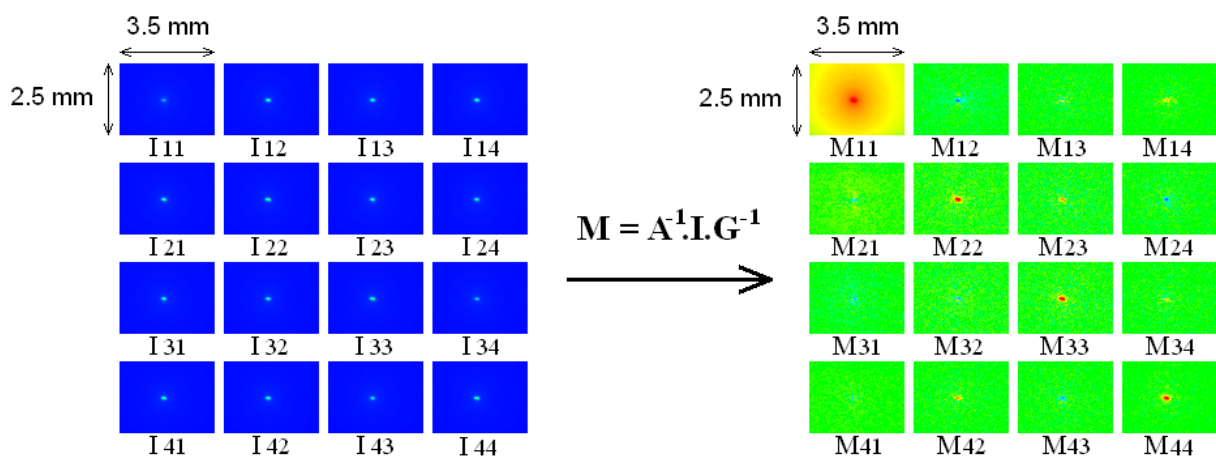 3.5 mm
3.5 mm
2.5 mm
2.5 mm
I 11 I 12 I 13 I 14
M11 M12 M13 M14
I 21 I 22 I 23 I 24
M = A⁻¹.I.G⁻¹
M21 M22 M23 M24
I 31 I 32 I 33 I 34
M31 M32 M33 M34
I 41 I 42 I 43 I 44
M41 M42 M43 M44